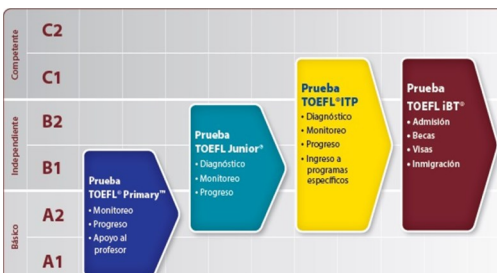 Competente
C2
C1
Independiente
B2
B1
Básico
A2
A1
Prueba
TOEFL® Primary™
• Monitoreo
• Progreso
• Apoyo al
profesor
Prueba
TOEFL Junior®
• Diagnóstico
• Monitoreo
• Progreso
Prueba
TOEFL®ITP
• Diagnóstico
• Monitoreo
• Progreso
• Ingreso a
programas
específicos
Prueba
TOEFL iBT®
• Admisión
• Becas
• Visas
• Inmigración